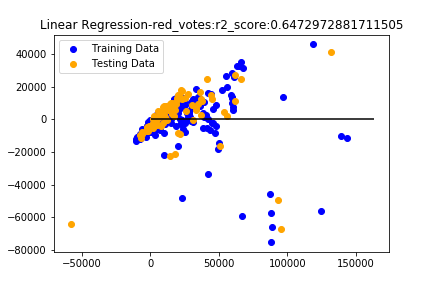 Linear Regression-red_votes:r2_score:0.6472972881711505
Training Data
Testing Data
40000
20000
0
−20000
−40000
−60000
−80000
−50000 0 50000 100000 150000